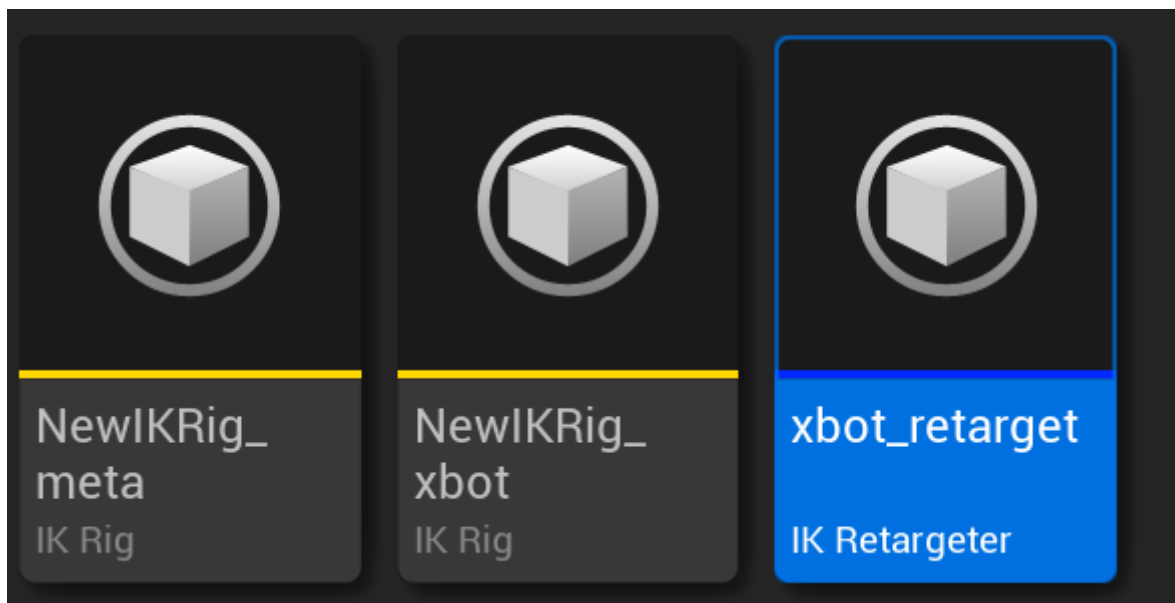 NewIKRig_
meta
IK Rig
NewIKRig_
xbot
IK Rig
xbot_retarget
IK Retargeter